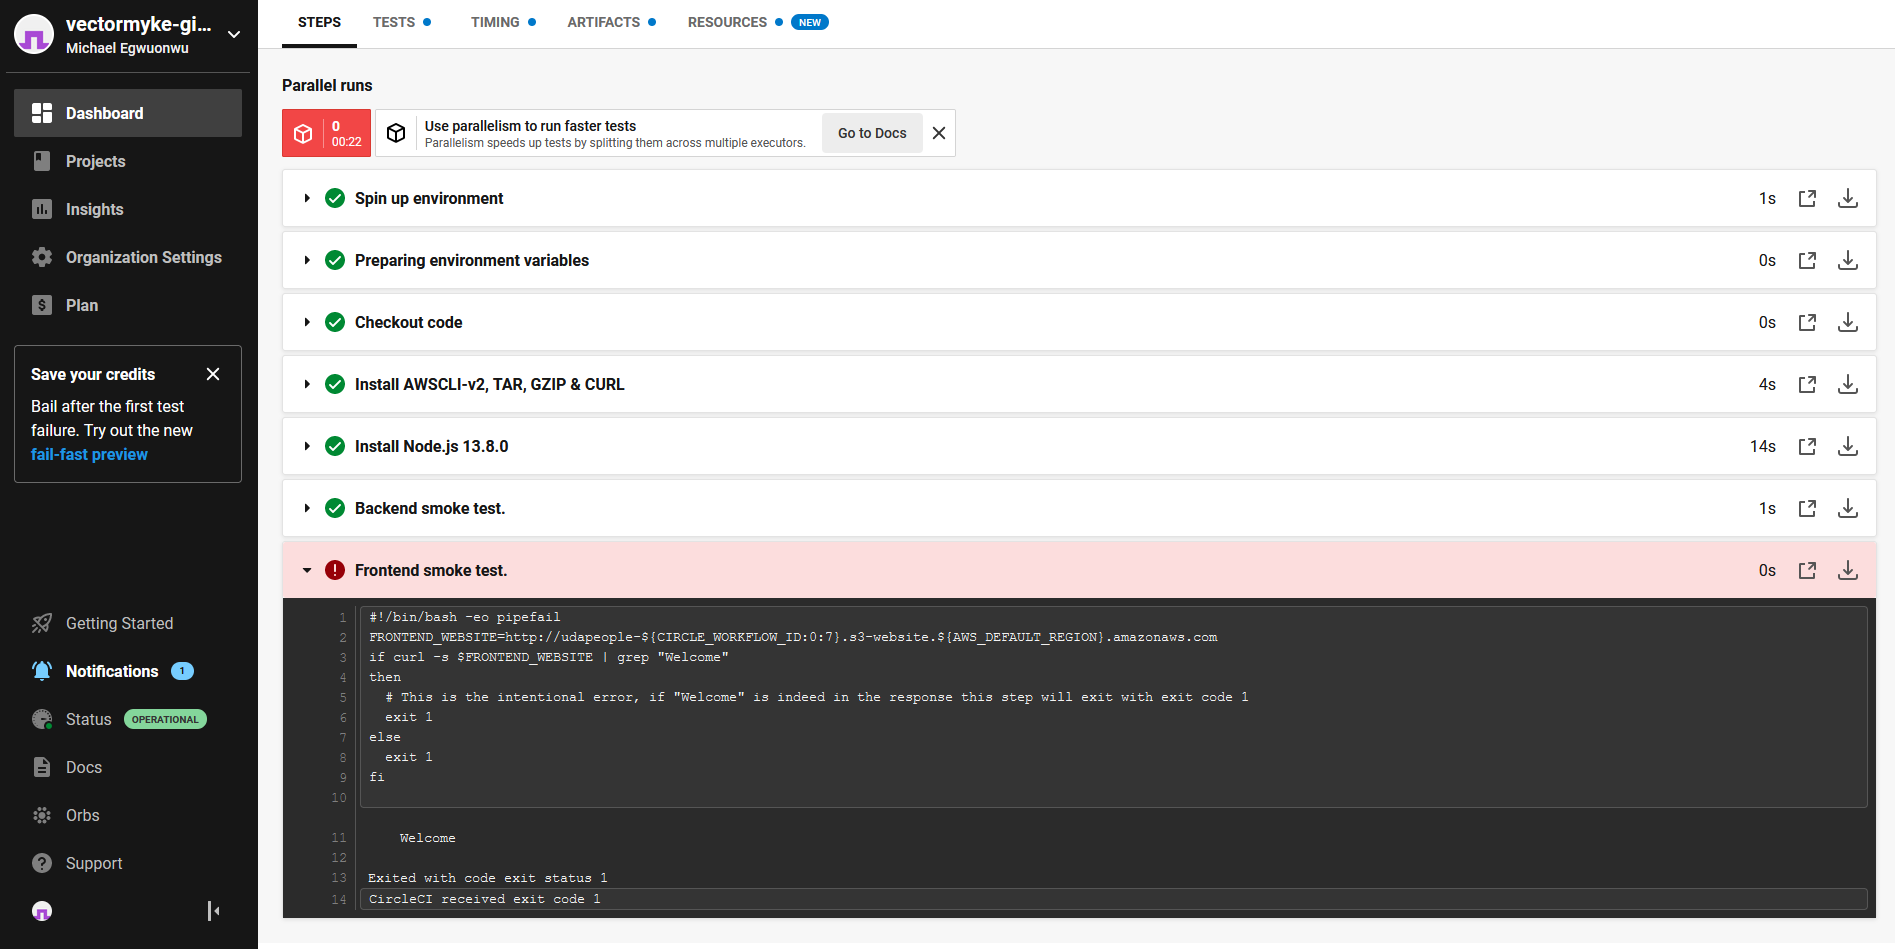 vectormyke-gi...
Michael Egwuonwu
Dashboard
Projects
Insights
Organization Settings
Plan
Save your credits
Bail after the first test
failure. Try out the new
fail-fast preview
Getting Started
Notifications 1
Status OPERATIONAL
Docs
Orbs
Support
STEPS TESTS TIMING ARTIFACTS RESOURCES NEW
Parallel runs
0
00:22
Use parallelism to run faster tests
Parallelism speeds up tests by splitting them across multiple executors.
Go to Docs
Spin up environment 1s
Preparing environment variables 0s
Checkout code 0s
Install AWSCLI-v2, TAR, GZIP & CURL 4s
Install Node.js 13.8.0 14s
Backend smoke test. 1s
Frontend smoke test. 0s
1 #!/bin/bash -eo pipefail
2 FRONTEND_WEBSITE=http://udapeople-${CIRCLE_WORKFLOW_ID:0:7}.s3-website.${AWS_DEFAULT_REGION}.amazonaws.com
3 if curl -s $FRONTEND_WEBSITE | grep "Welcome"
4 then
5   # This is the intentional error, if "Welcome" is indeed in the response this step will exit with exit code 1
6   exit 1
7 else
8   exit 1
9 fi
10
11     Welcome
12
13 Exited with code exit status 1
14 CircleCI received exit code 1